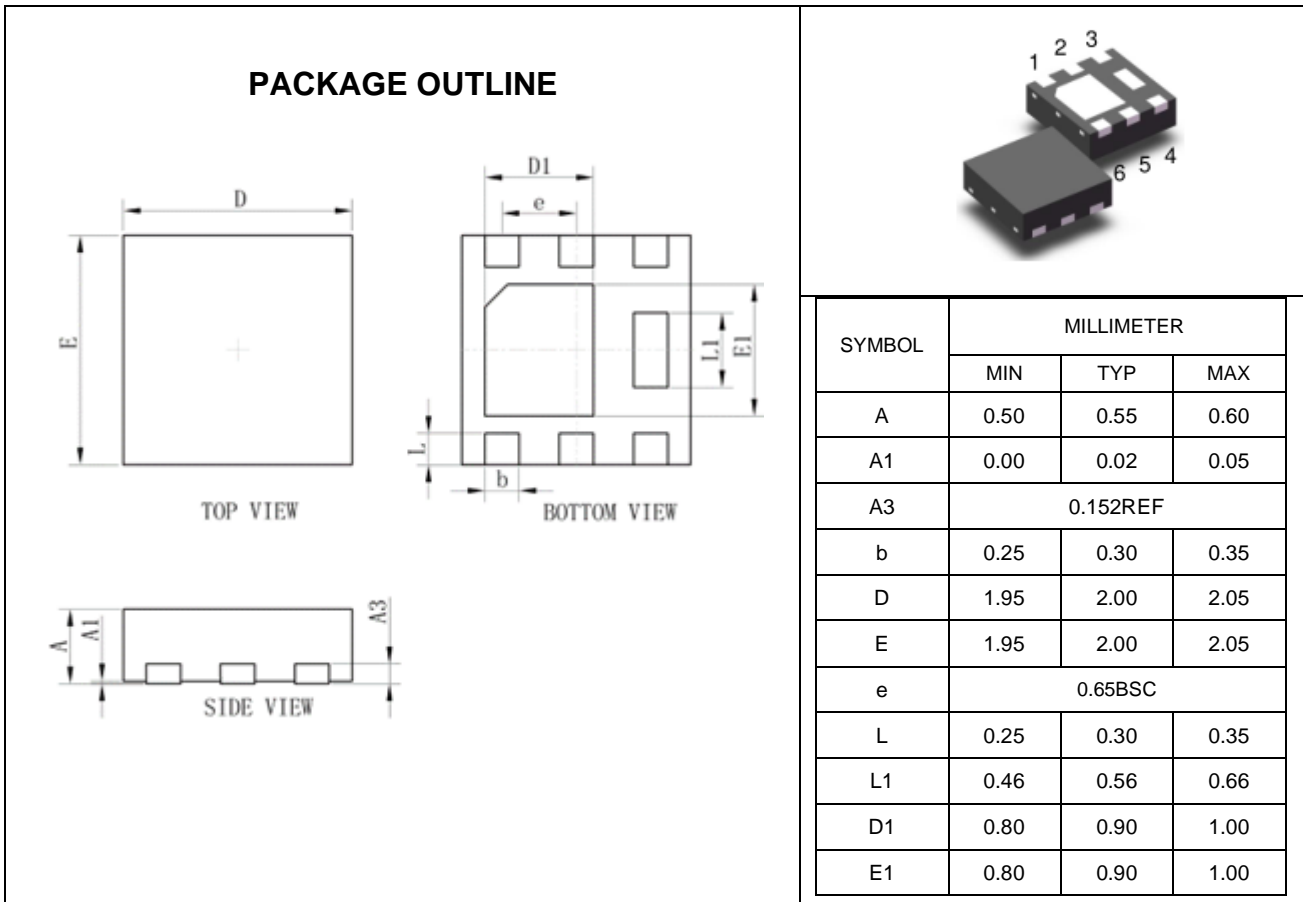 PACKAGE OUTLINE
D
E
TOP VIEW
D1
e
L1
E1
L
b
BOTTOM VIEW
A
A1
A3
SIDE VIEW
1 2 3
6 5 4
SYMBOL MILLIMETER
MIN TYP MAX
A 0.50 0.55 0.60
A1 0.00 0.02 0.05
A3 0.152REF
b 0.25 0.30 0.35
D 1.95 2.00 2.05
E 1.95 2.00 2.05
e 0.65BSC
L 0.25 0.30 0.35
L1 0.46 0.56 0.66
D1 0.80 0.90 1.00
E1 0.80 0.90 1.00